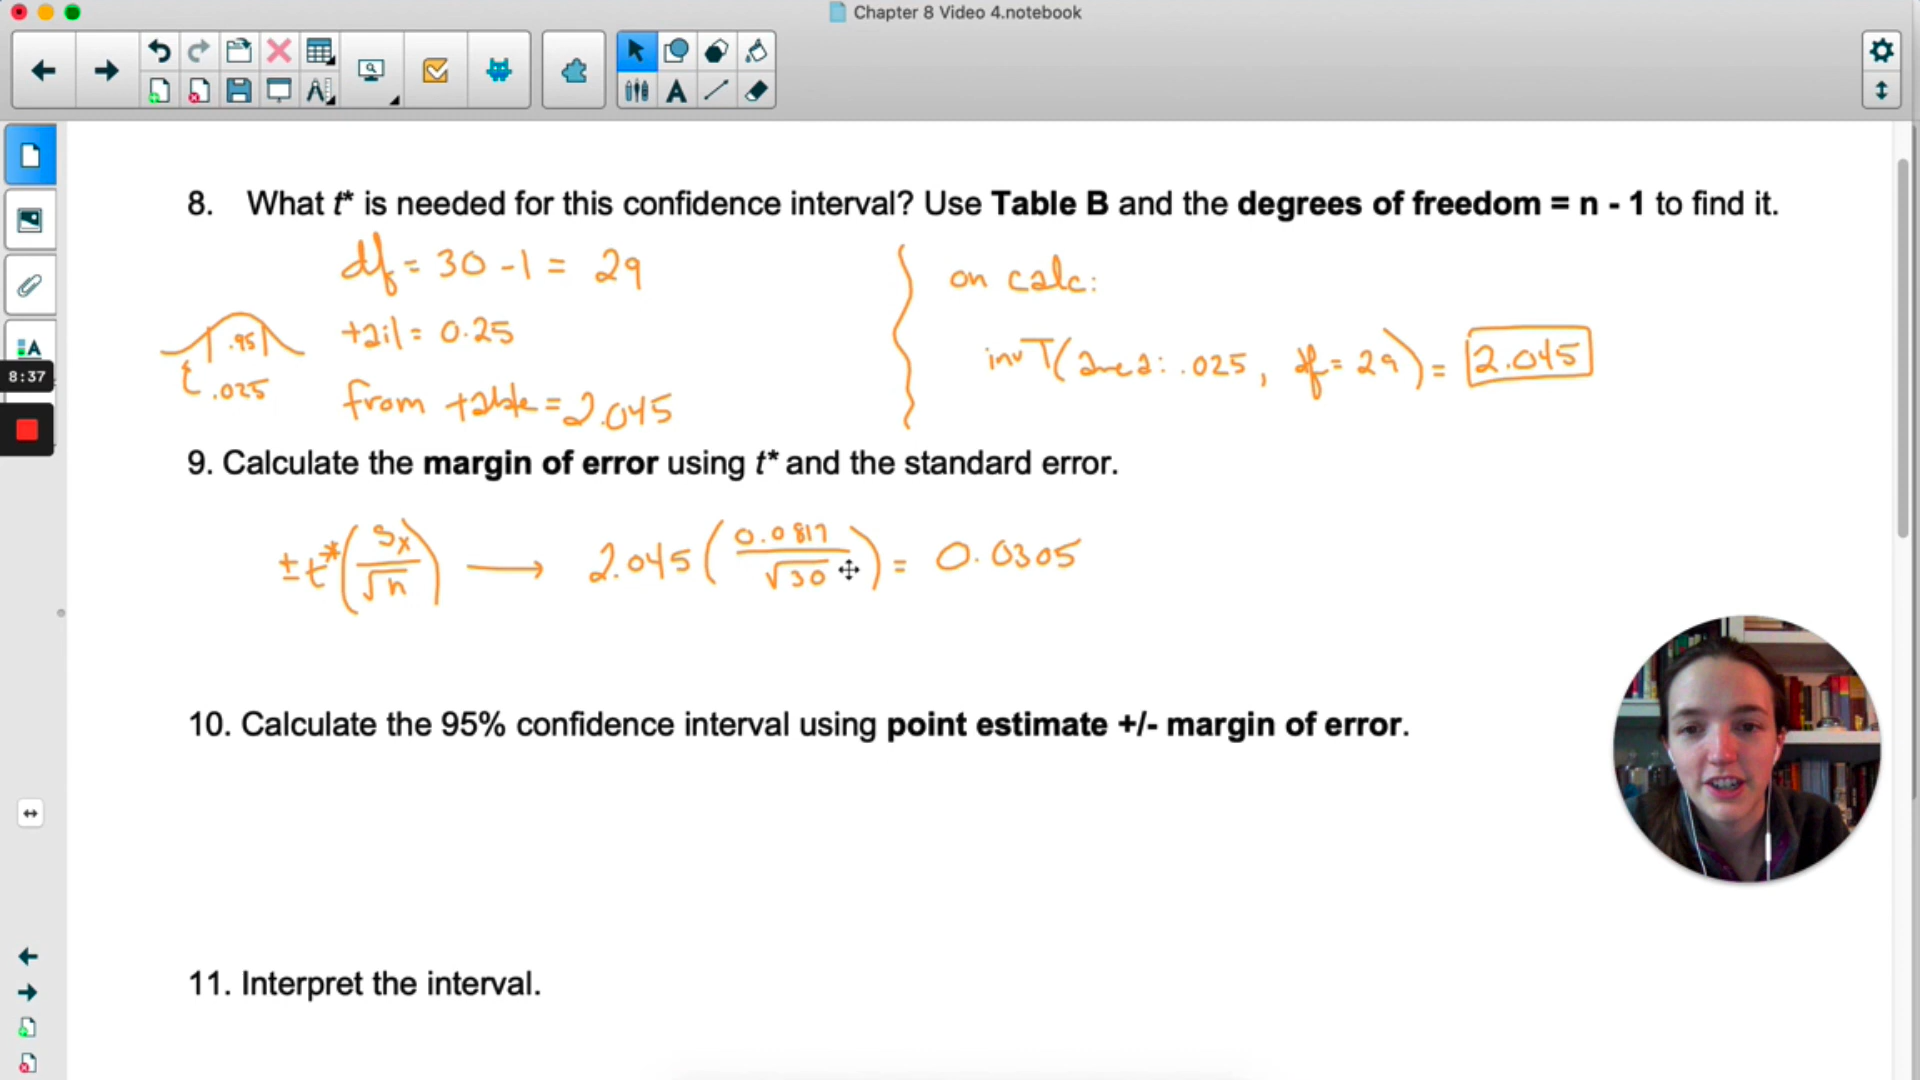 Chapter 8 Video 4.notebook
8. What t* is needed for this confidence interval? Use Table B and the degrees of freedom = n - 1 to find it.
df = 30 - 1 = 29
on calc:
.95
tail = 0.25
.025
invT(area: .025, df = 29) = 2.045
from table = 2.045
8:37
9. Calculate the margin of error using t* and the standard error.
± t* (Sx / √n) → 2.045 (0.0817 / √30) = 0.0305
10. Calculate the 95% confidence interval using point estimate +/- margin of error.
11. Interpret the interval.